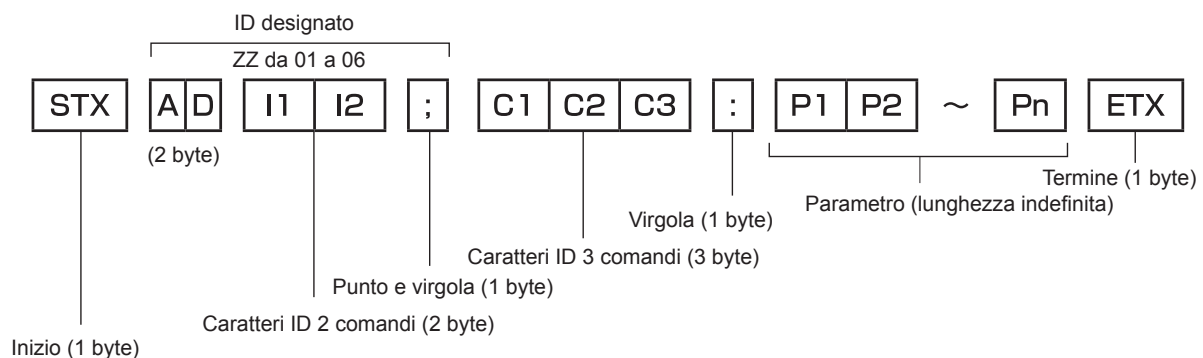 ID designato
ZZ da 01 a 06
STX A D I1 I2 ; C1 C2 C3 : P1 P2 ~ Pn ETX
(2 byte)
Termine (1 byte)
Parametro (lunghezza indefinita)
Virgola (1 byte)
Caratteri ID 3 comandi (3 byte)
Punto e virgola (1 byte)
Caratteri ID 2 comandi (2 byte)
Inizio (1 byte)